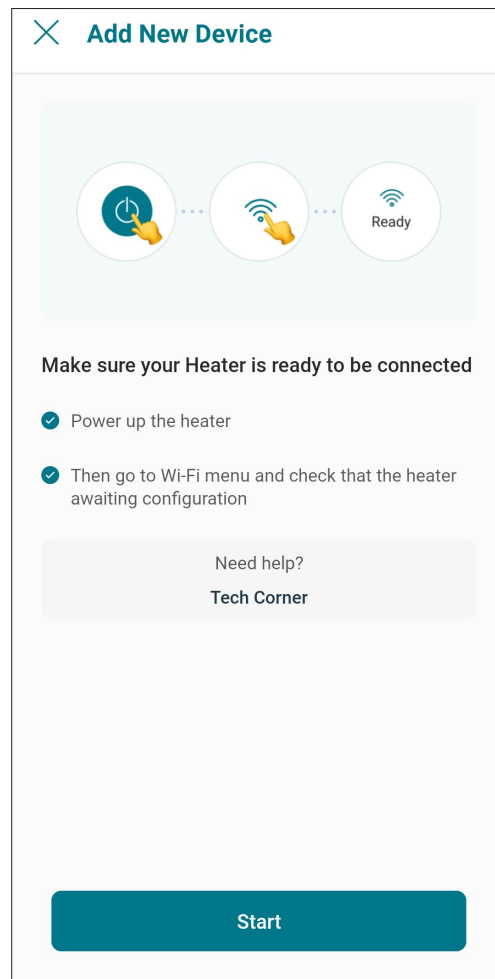 Add New Device
Ready
Make sure your Heater is ready to be connected
Power up the heater
Then go to Wi-Fi menu and check that the heater
awaiting configuration
Need help?
Tech Corner
Start